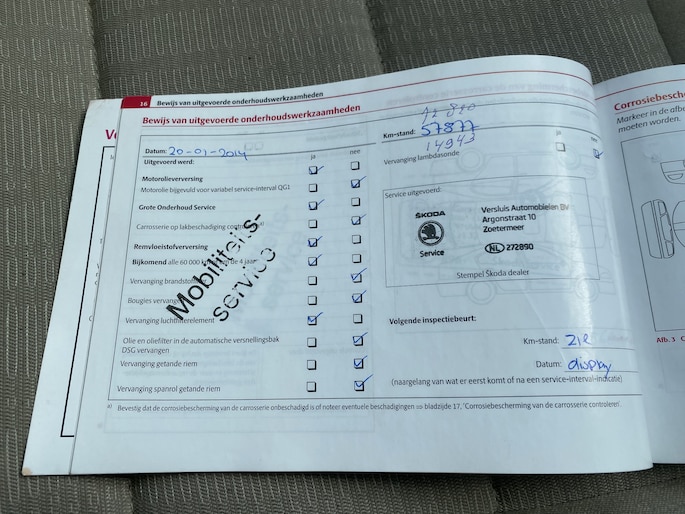 16 Bewijs van uitgevoerde onderhoudswerkzaamheden
Bewijs van uitgevoerde onderhoudswerkzaamheden
Datum: 20-01-2014
Uitgevoerd werd: ja nee
Motorolieverversing
Motorolie bijgevuld voor variabel service-interval QG1
Grote Onderhoud Service
Carrosserie op lakbeschadiging
Remvloeistofverversing
Bijkomend alle 60 000 de 4 jaar
Vervanging
Bougies
Vervanging
Olie en oliefilter in de automatische versnellingsbak
DSG vervangen
Vervanging getande riem
Vervanging spanrol getande riem
Mobiliteits-
service
Km-stand: 57877
14943
Vervanging lambdasonde
ja
Service uitgevoerd:
ŠKODA
Service
Versluis Automobielen BV
Argonstraat 10
Zoetermeer
NL 272890
Stempel Škoda dealer
Volgende inspectiebeurt:
Km-stand: zie
Datum: display
(naargelang van wat er eerst komt of na een service-interval-indicatie)
a) Bevestig dat de corrosiebescherming van de carrosserie onbeschadigd is of noteer eventuele beschadigingen ⇒ bladzijde 17, 'Corrosiebescherming van de carrosserie controleren'.
Corrosiebesch
Markeer in de afbe
moeten worden.
Afb. 3